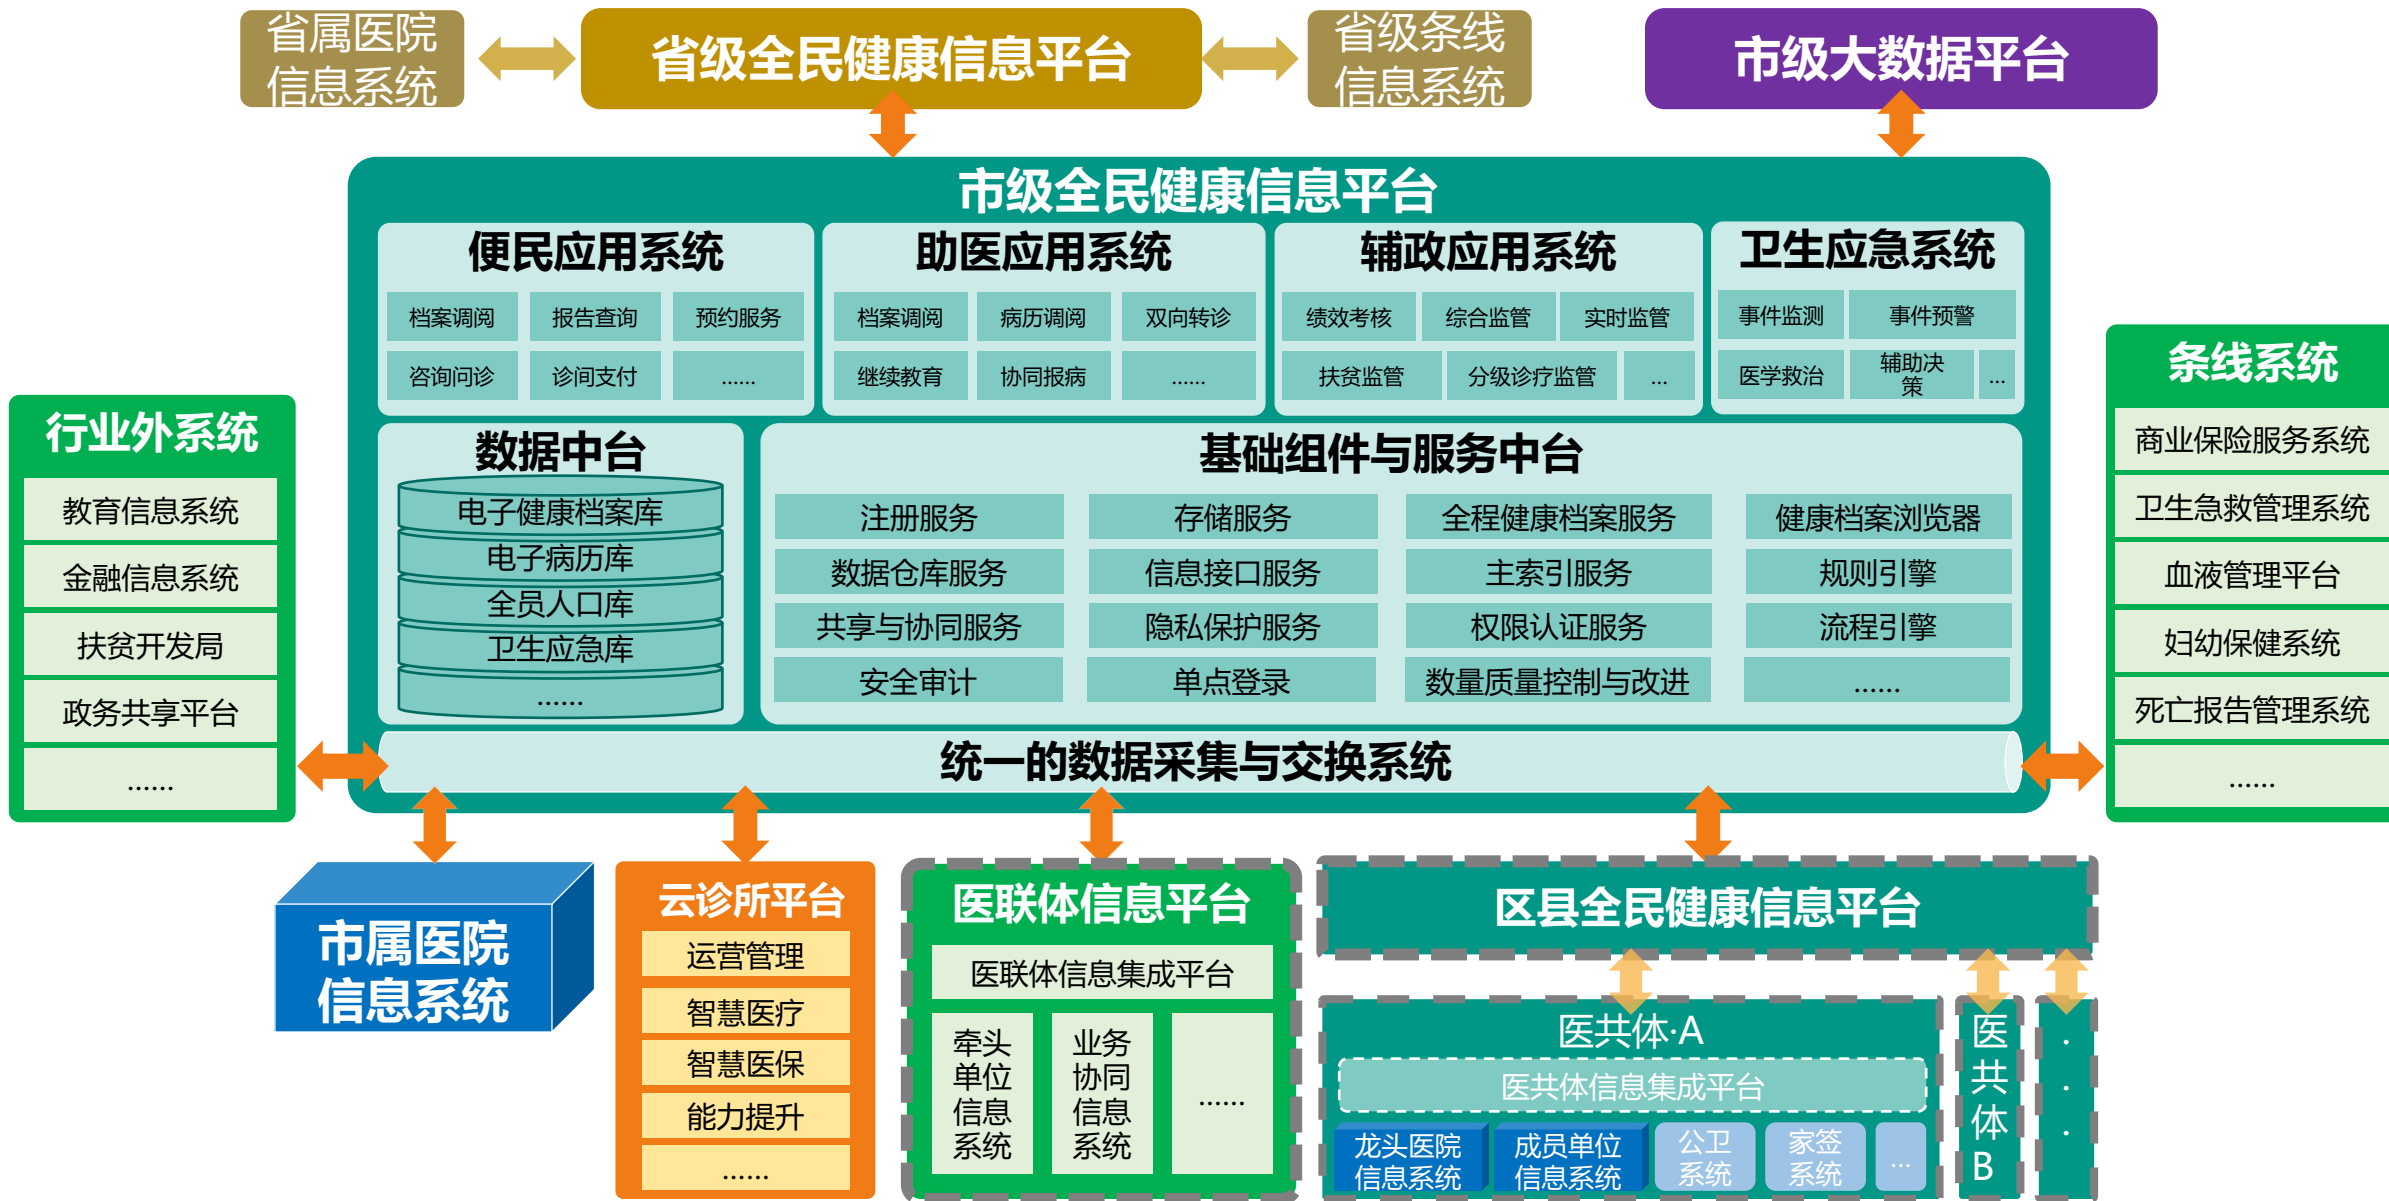 省属医院
信息系统
省级全民健康信息平台
省级条线
信息系统
市级大数据平台
市级全民健康信息平台
便民应用系统
档案调阅
报告查询
预约服务
咨询问诊
诊间支付
......
助医应用系统
档案调阅
病历调阅
双向转诊
继续教育
协同报病
......
辅政应用系统
绩效考核
综合监管
实时监管
扶贫监管
分级诊疗监管
...
卫生应急系统
事件监测
事件预警
医学救治
辅助决
策
...
行业外系统
教育信息系统
金融信息系统
扶贫开发局
政务共享平台
......
数据中台
电子健康档案库
电子病历库
全员人口库
卫生应急库
......
基础组件与服务中台
注册服务
存储服务
全程健康档案服务
健康档案浏览器
数据仓库服务
信息接口服务
主索引服务
规则引擎
共享与协同服务
隐私保护服务
权限认证服务
流程引擎
安全审计
单点登录
数量质量控制与改进
......
条线系统
商业保险服务系统
卫生急救管理系统
血液管理平台
妇幼保健系统
死亡报告管理系统
......
统一的数据采集与交换系统
市属医院
信息系统
云诊所平台
运营管理
智慧医疗
智慧医保
能力提升
......
医联体信息平台
医联体信息集成平台
牵头
单位
信息
系统
业务
协同
信息
系统
......
区县全民健康信息平台
医共体·A
医共体信息集成平台
龙头医院
信息系统
成员单位
信息系统
公卫
系统
家签
系统
...
医
共
体
B
·
·
·